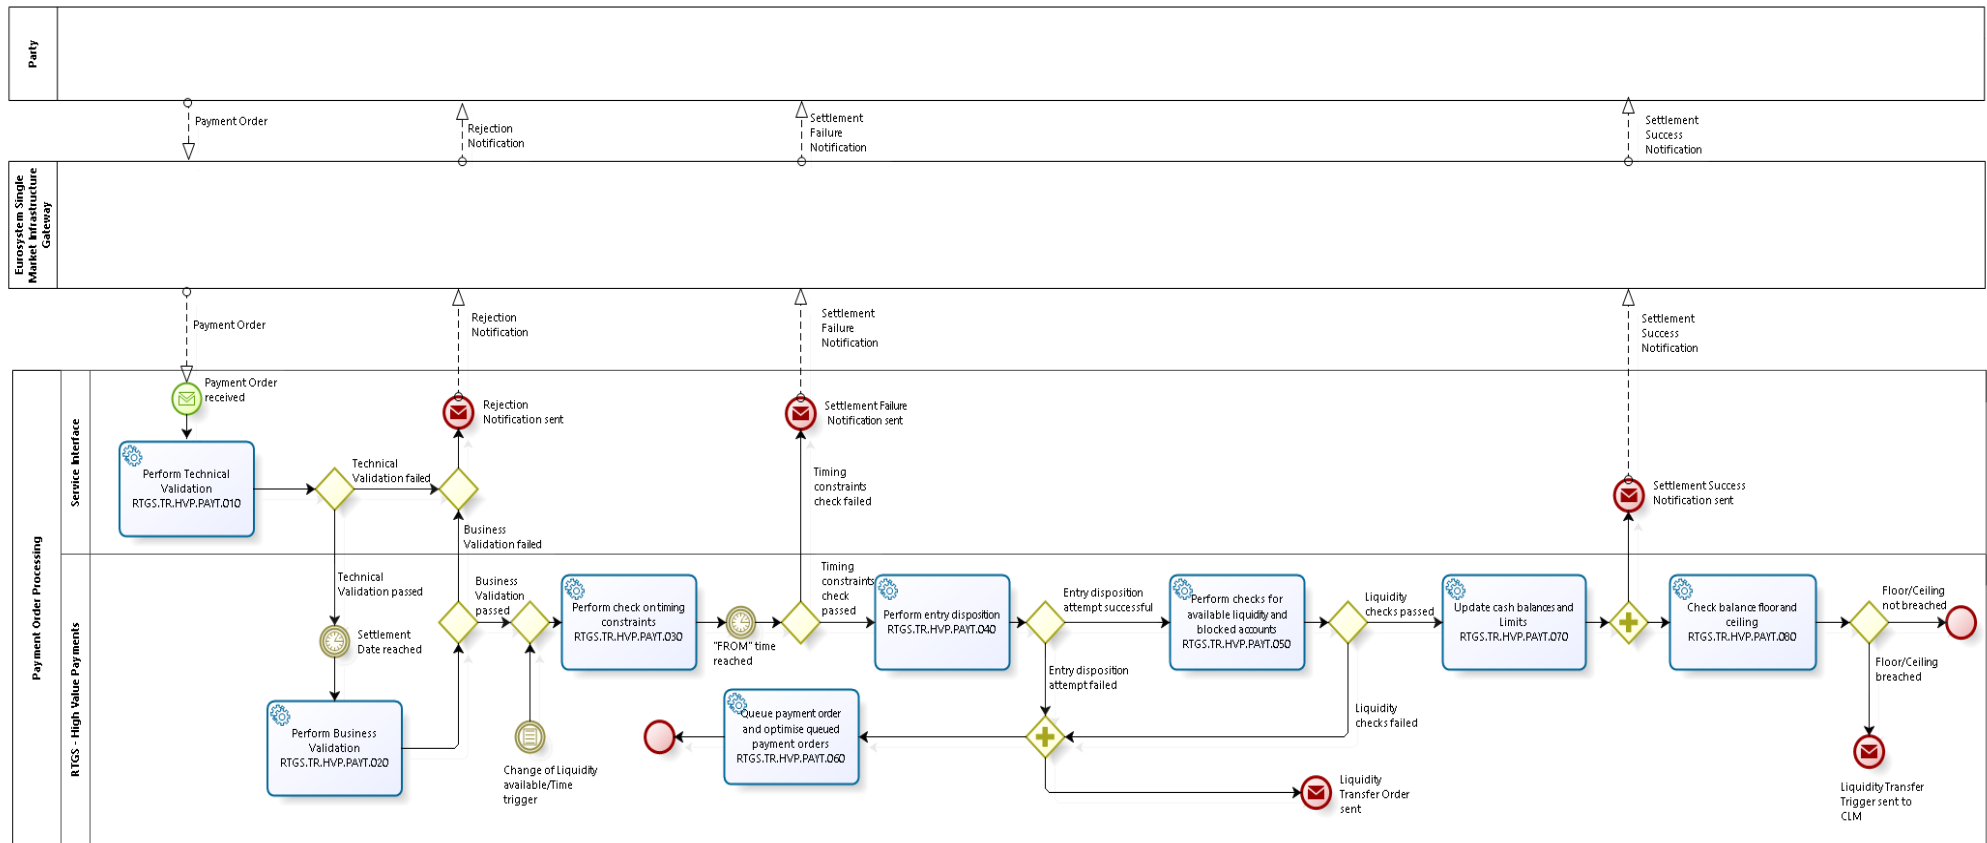 Party
Payment Order
Rejection
Notification
Settlement
Failure
Notification
Settlement
Success
Notification
Eurosystem Single
Market Infrastructure
Gateway
Payment Order
Rejection
Notification
Settlement
Failure
Notification
Settlement
Success
Notification
Payment Order Processing
Service Interface
Payment Order
received
Perform Technical
Validation
RTGS.TR.HVP.PAYT.010
Technical
Validation failed
Rejection
Notification sent
Business
Validation failed
Settlement Failure
Notification sent
Timing
constraints
check failed
Settlement Success
Notification sent
RTGS - High Value Payments
Technical
Validation passed
Settlement
Date reached
Perform Business
Validation
RTGS.TR.HVP.PAYT.020
Business
Validation
passed
Change of Liquidity
available/Time
trigger
Perform check on timing
constraints
RTGS.TR.HVP.PAYT.030
"FROM" time
reached
Timing
constraints
check
passed
Perform entry disposition
RTGS.TR.HVP.PAYT.040
Entry disposition
attempt successful
Entry disposition
attempt failed
Perform checks for
available liquidity and
blocked accounts
RTGS.TR.HVP.PAYT.050
Liquidity
checks passed
Liquidity
checks failed
Queue payment order
and optimise queued
payment orders
RTGS.TR.HVP.PAYT.060
Liquidity
Transfer Order
sent
Update cash balances and
Limits
RTGS.TR.HVP.PAYT.070
Check balance floor and
ceiling
RTGS.TR.HVP.PAYT.080
Floor/Ceiling
not breached
Floor/Ceiling
breached
Liquidity Transfer
Trigger sent to
CLM